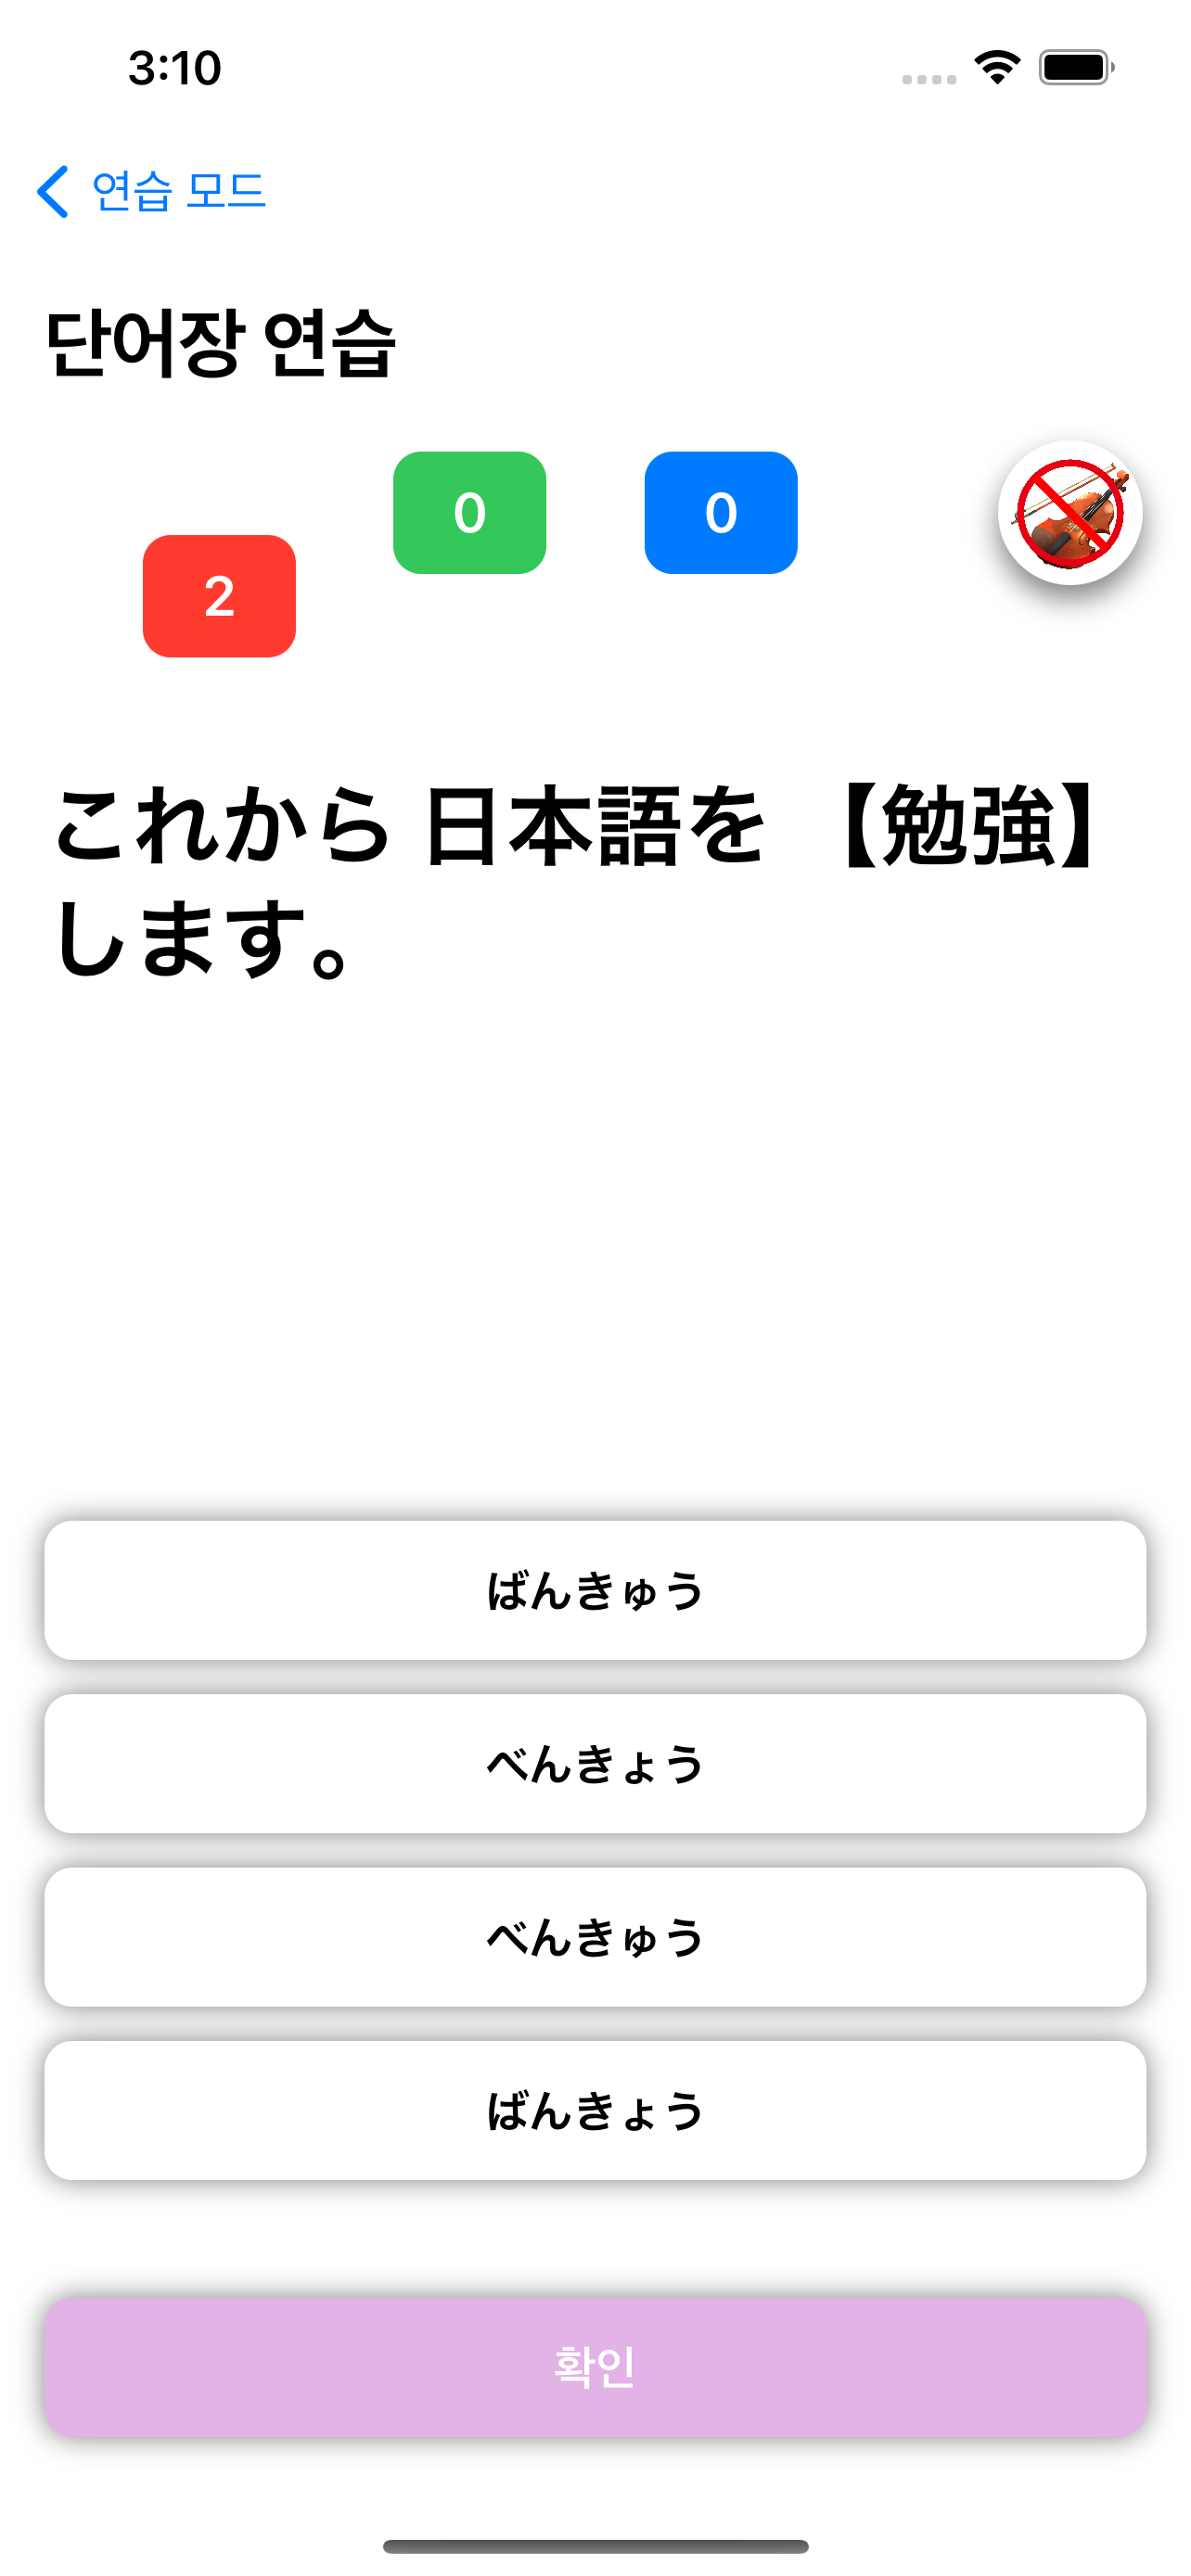 3:10
연습 모드
단어장 연습
0
0
2
これから 日本語を 【勉強】
します。
ばんきゅう
べんきょう
べんきゅう
ばんきょう
확인